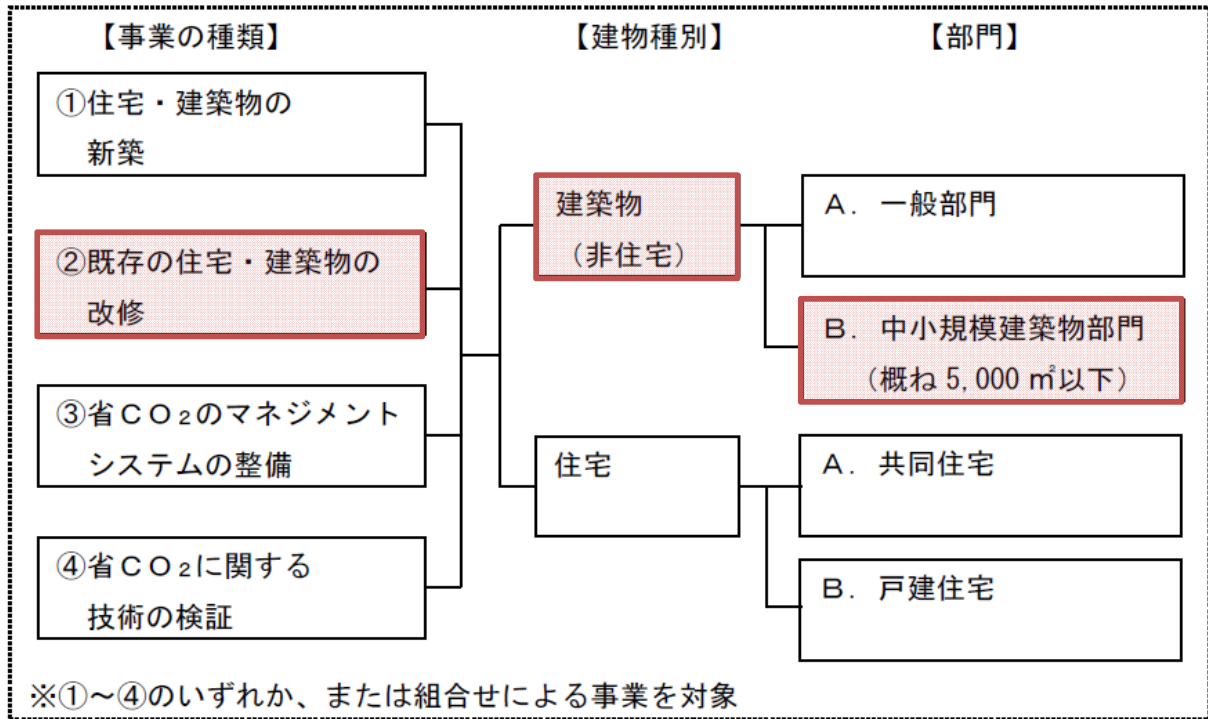 【事業の種類】
①住宅・建築物の
新築
②既存の住宅・建築物の
改修
③省ＣＯ₂のマネジメント
システムの整備
④省ＣＯ₂に関する
技術の検証
【建物種別】
建築物
（非住宅）
住宅
【部門】
Ａ．一般部門
Ｂ．中小規模建築物部門
（概ね 5,000 ㎡以下）
Ａ．共同住宅
Ｂ．戸建住宅
※①～④のいずれか、または組合せによる事業を対象